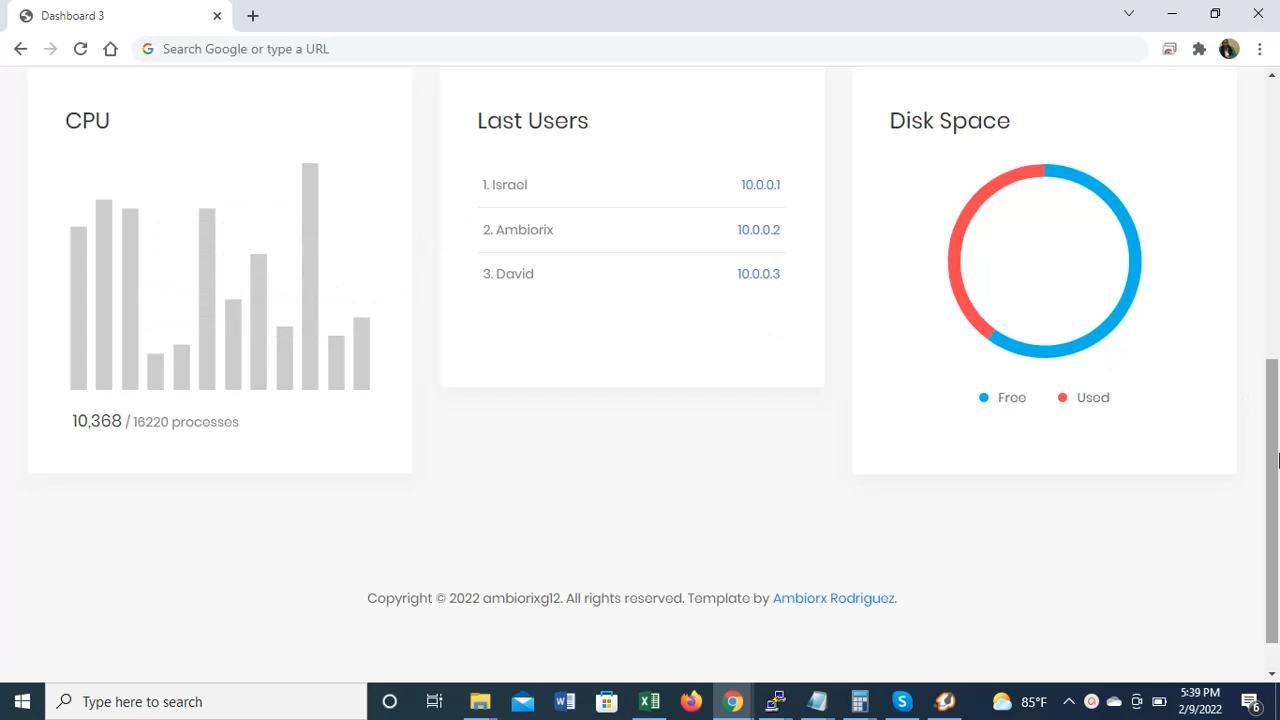 Dashboard 3
Search Google or type a URL
CPU
10,368 / 16220 processes
Last Users
1. Israel 10.0.0.1
2. Ambiorix 10.0.0.2
3. David 10.0.0.3
Disk Space
Free Used
Copyright © 2022 ambiorixg12. All rights reserved. Template by Ambiorx Rodriguez.
Type here to search
85°F
5:39 PM
2/9/2022
6